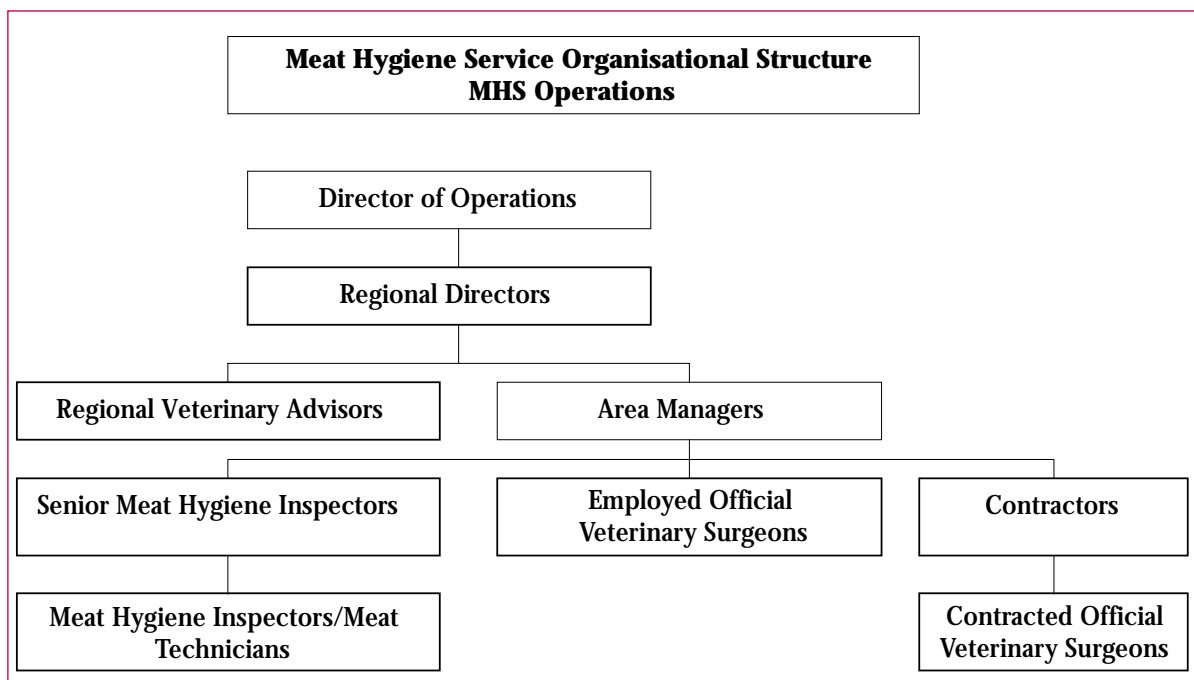 Meat Hygiene Service Organisational Structure
MHS Operations
Director of Operations
Regional Directors
Regional Veterinary Advisors
Area Managers
Senior Meat Hygiene Inspectors
Employed Official
Veterinary Surgeons
Contractors
Meat Hygiene Inspectors/Meat
Technicians
Contracted Official
Veterinary Surgeons